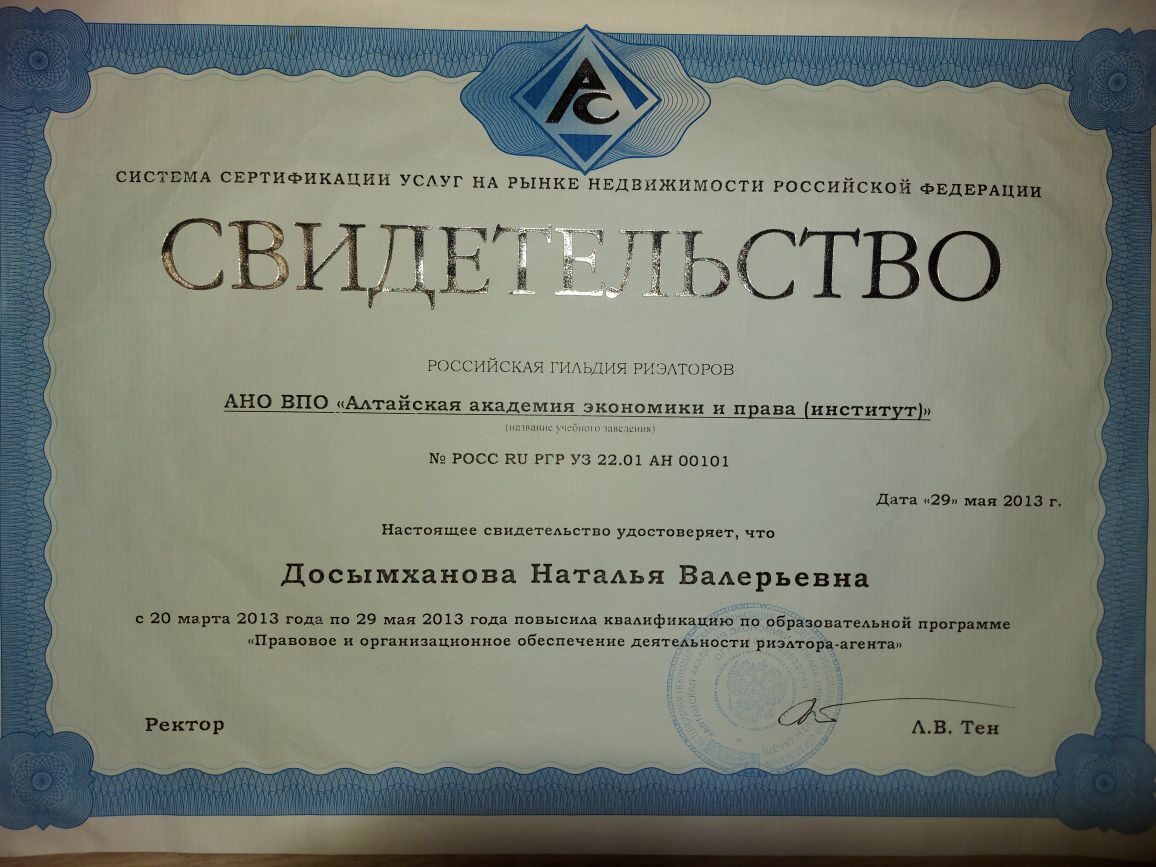 АС
СИСТЕМА СЕРТИФИКАЦИИ УСЛУГ НА РЫНКЕ НЕДВИЖИМОСТИ РОССИЙСКОЙ ФЕДЕРАЦИИ
СВИДЕТЕЛЬСТВО
РОССИЙСКАЯ ГИЛЬДИЯ РИЭЛТОРОВ
АНО ВПО «Алтайская академия экономики и права (институт)»
(название учебного заведения)
№ РОСС RU РГР УЗ 22.01 АН 00101
Дата «29» мая 2013 г.
Настоящее свидетельство удостоверяет, что
Досымханова Наталья Валерьевна
с 20 марта 2013 года по 29 мая 2013 года повысила квалификацию по образовательной программе
«Правовое и организационное обеспечение деятельности риэлтора-агента»
Ректор
Л.В. Тен